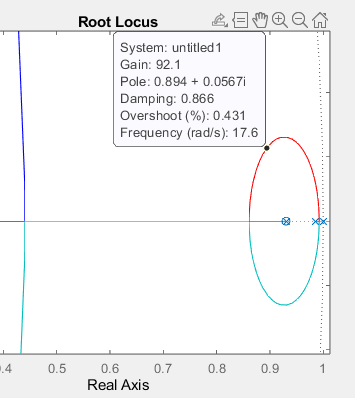 Root Locus
System: untitled1
Gain: 92.1
Pole: 0.894 + 0.0567i
Damping: 0.866
Overshoot (%): 0.431
Frequency (rad/s): 17.6
0.4 0.5 0.6 0.7 0.8 0.9 1
Real Axis